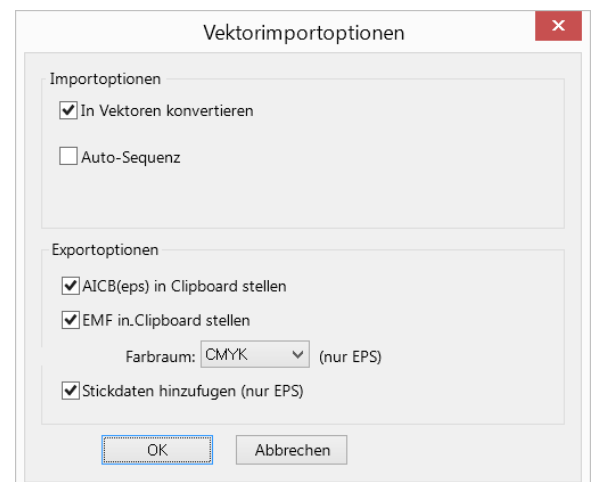 Vektorimportoptionen
Importoptionen
In Vektoren konvertieren
Auto-Sequenz
Exportoptionen
AICB(eps) in Clipboard stellen
EMF in.Clipboard stellen
Farbraum: CMYK (nur EPS)
Stickdaten hinzufugen (nur EPS)
OK Abbrechen